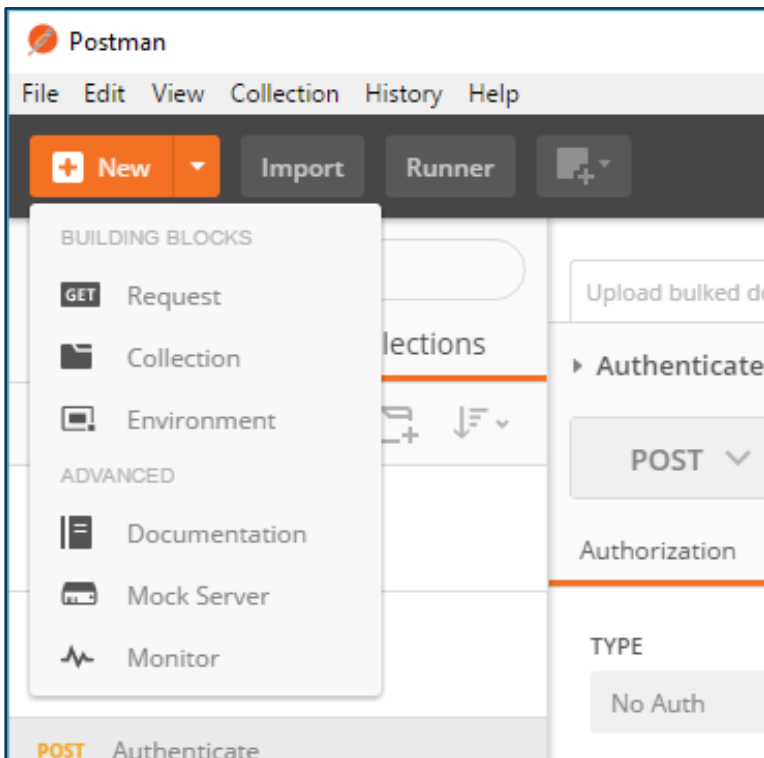 Postman
File Edit View Collection History Help
New Import Runner
BUILDING BLOCKS
GET Request
Collection
Environment
ADVANCED
Documentation
Mock Server
Monitor
lections
POST Authenticate
Upload bulked d
Authenticate
POST
Authorization
TYPE
No Auth